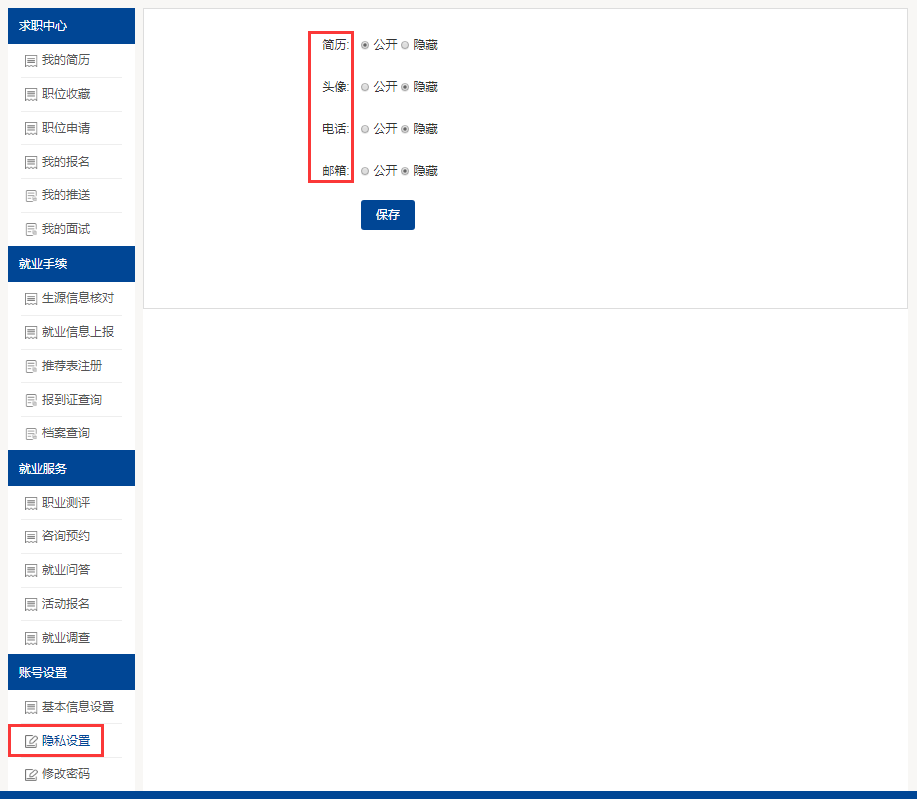 求职中心
我的简历
职位收藏
职位申请
我的报名
我的推送
我的面试
就业手续
生源信息核对
就业信息上报
推荐表注册
报到证查询
档案查询
就业服务
职业测评
咨询预约
就业问答
活动报名
就业调查
账号设置
基本信息设置
隐私设置
修改密码
简历: 公开 隐藏
头像: 公开 隐藏
电话: 公开 隐藏
邮箱: 公开 隐藏
保存